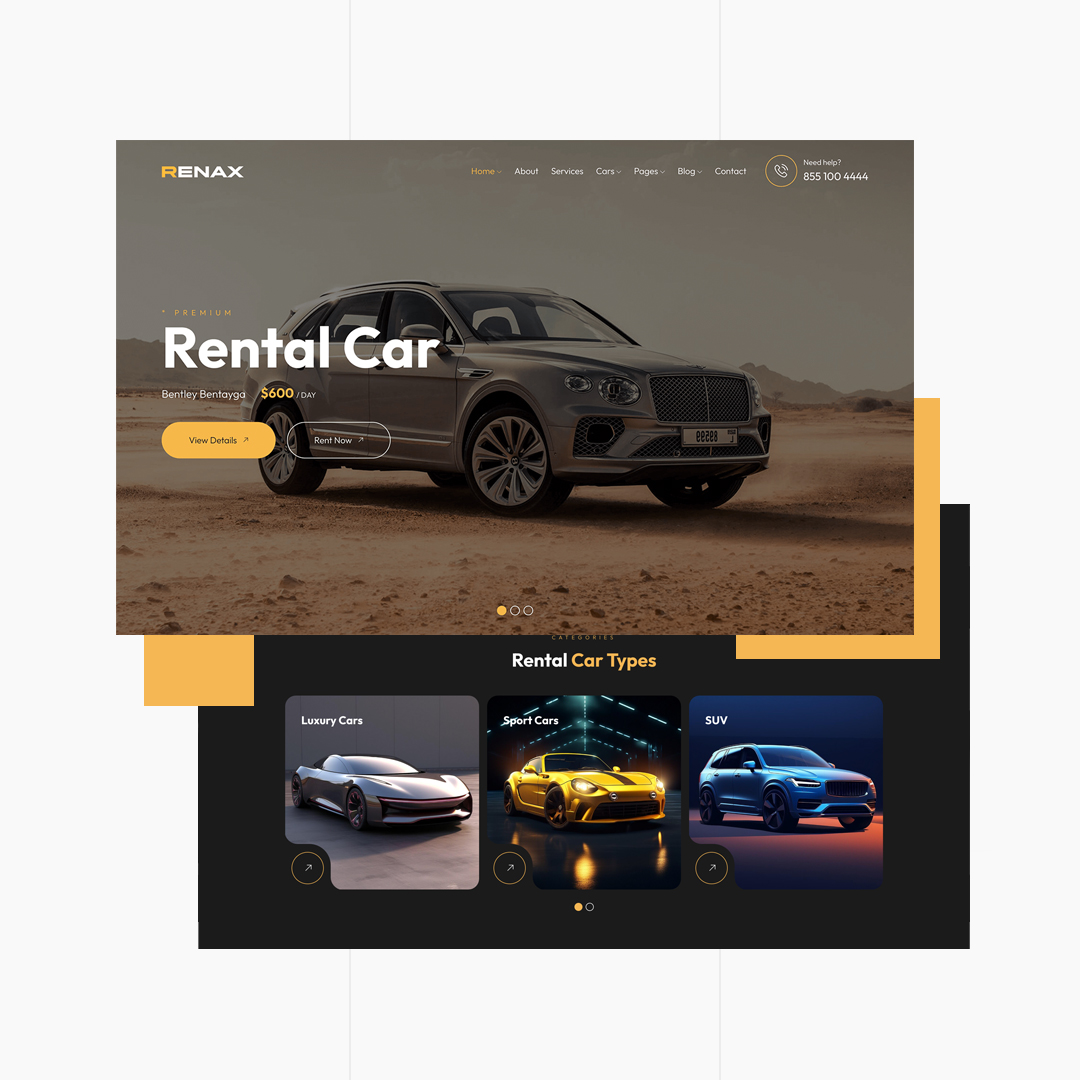 RENAX
Home
About
Services
Cars
Pages
Blog
Contact
Need help?
855 100 4444
* PREMIUM
Rental Car
Bentley Bentayga $600 / DAY
View Details
Rent Now
CATEGORIES
Rental Car Types
Luxury Cars
Sport Cars
SUV